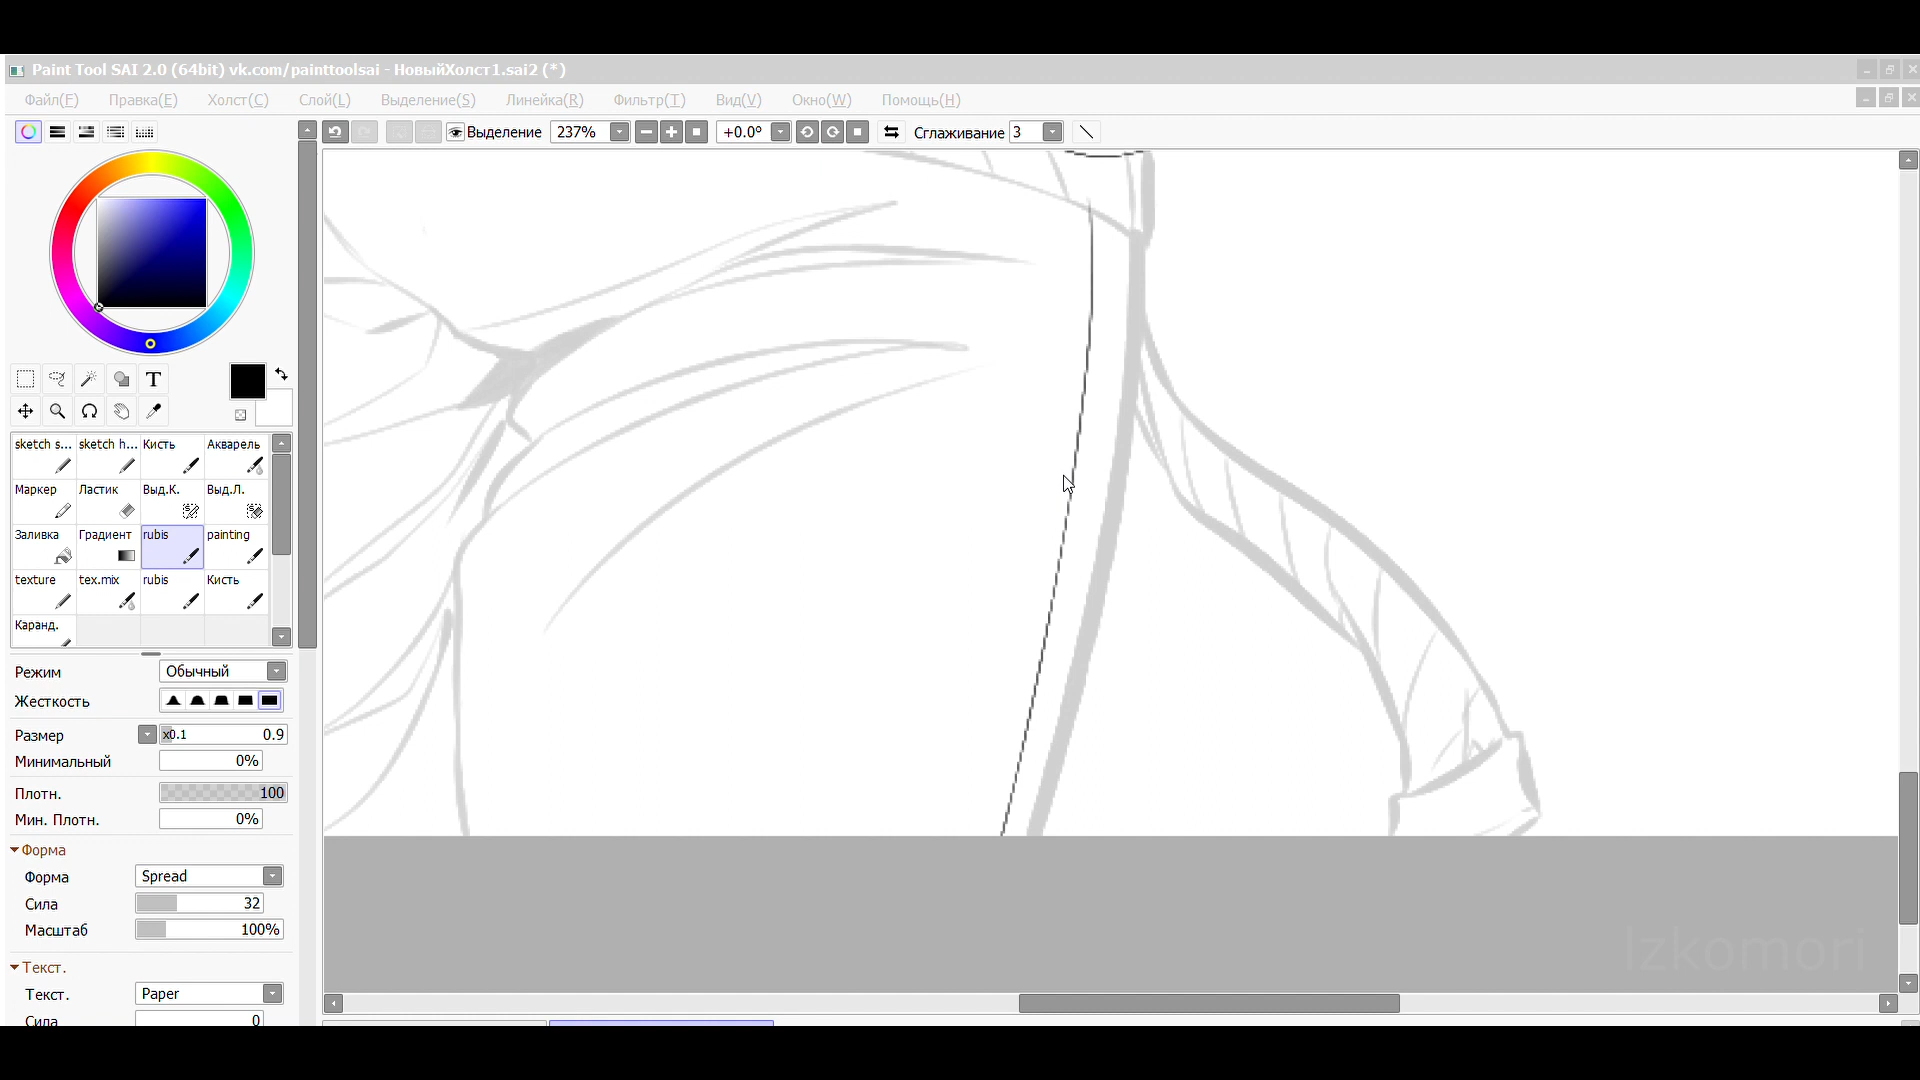 Paint Tool SAI 2.0 (64bit) vk.com/painttoolsai - НовыйХолст1.sai2 (*)
Файл(F) Правка(E) Холст(C) Слой(L) Выделение(S) Линейка(R) Фильтр(T) Вид(V) Окно(W) Помощь(H)
Выделение 237% +0.0° Сглаживание 3
T
sketch s... sketch h... Кисть Акварель
Маркер Ластик Выд.К. Выд.Л.
Заливка Градиент rubis painting
texture tex.mix rubis Кисть
Каранд.
Режим Обычный
Жесткость
Размер x0.1 0.9
Минимальный 0%
Плотн. 100
Мин. Плотн. 0%
Форма
Форма Spread
Сила 32
Масштаб 100%
Текст.
Текст. Paper
Сила 0
Izkomori